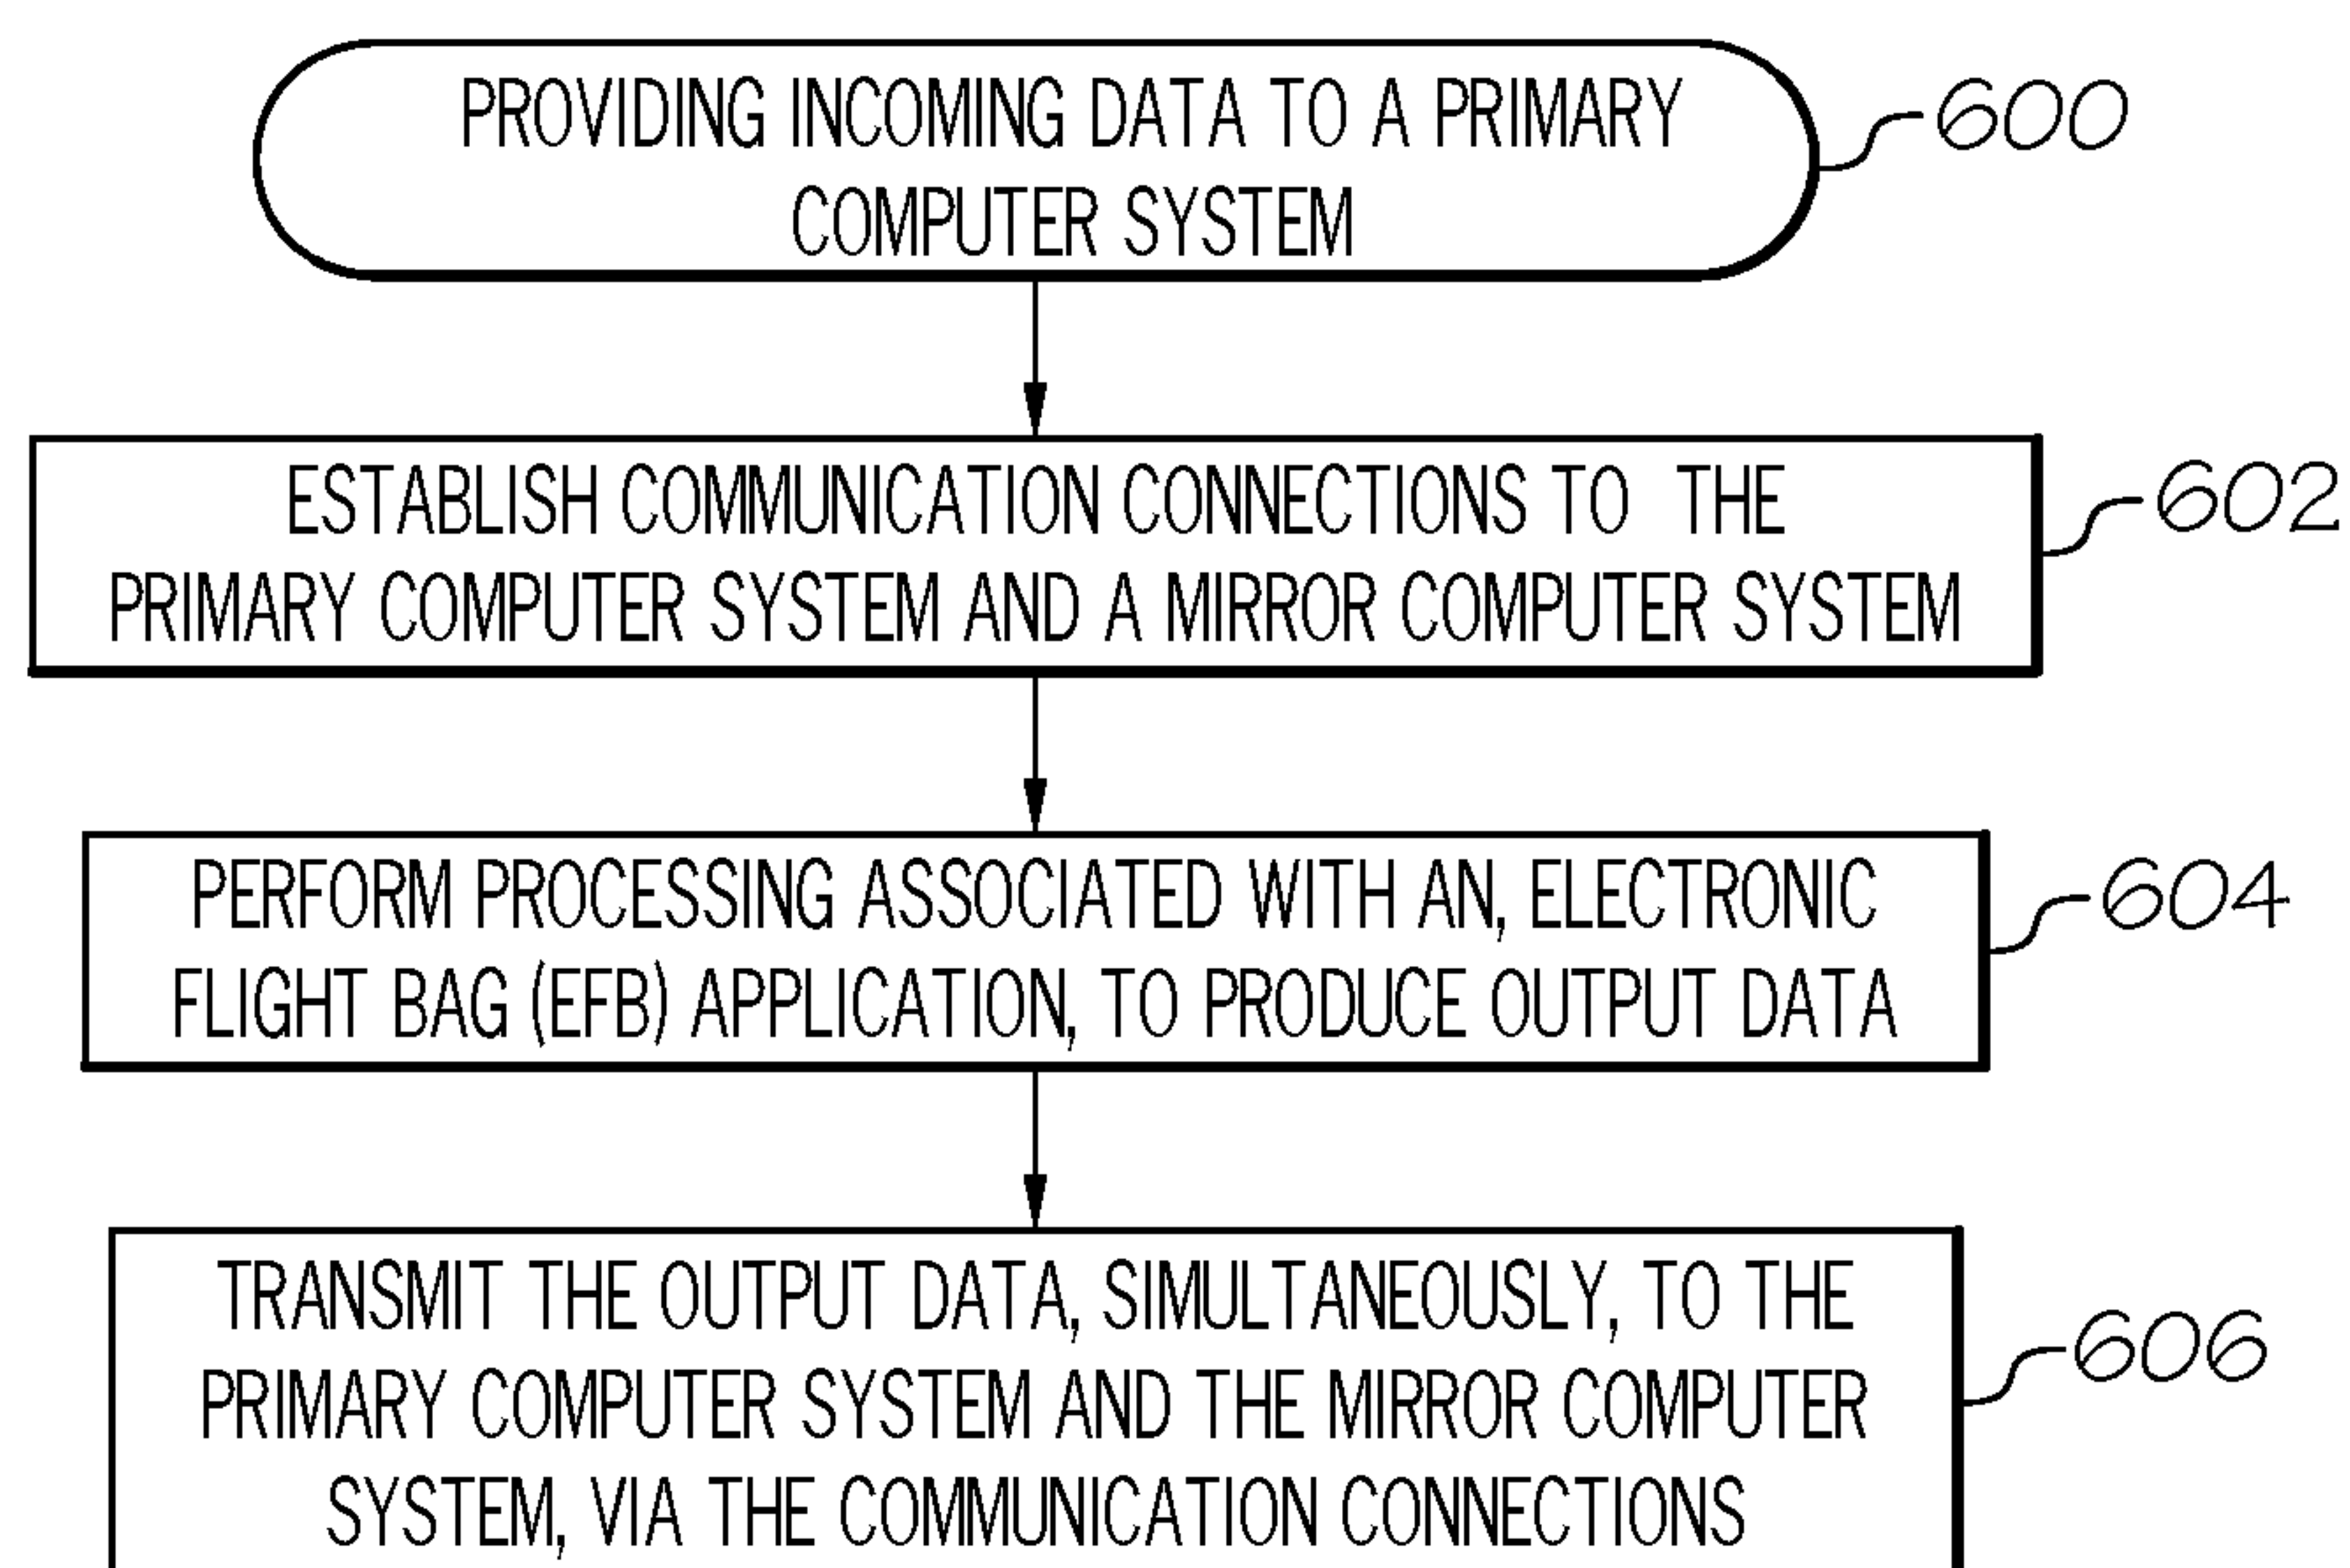 PROVIDING INCOMING DATA TO A PRIMARY
COMPUTER SYSTEM
600
ESTABLISH COMMUNICATION CONNECTIONS TO THE
PRIMARY COMPUTER SYSTEM AND A MIRROR COMPUTER SYSTEM
602
PERFORM PROCESSING ASSOCIATED WITH AN, ELECTRONIC
FLIGHT BAG (EFB) APPLICATION, TO PRODUCE OUTPUT DATA
604
TRANSMIT THE OUTPUT DATA, SIMULTANEOUSLY, TO THE
PRIMARY COMPUTER SYSTEM AND THE MIRROR COMPUTER
SYSTEM, VIA THE COMMUNICATION CONNECTIONS
606